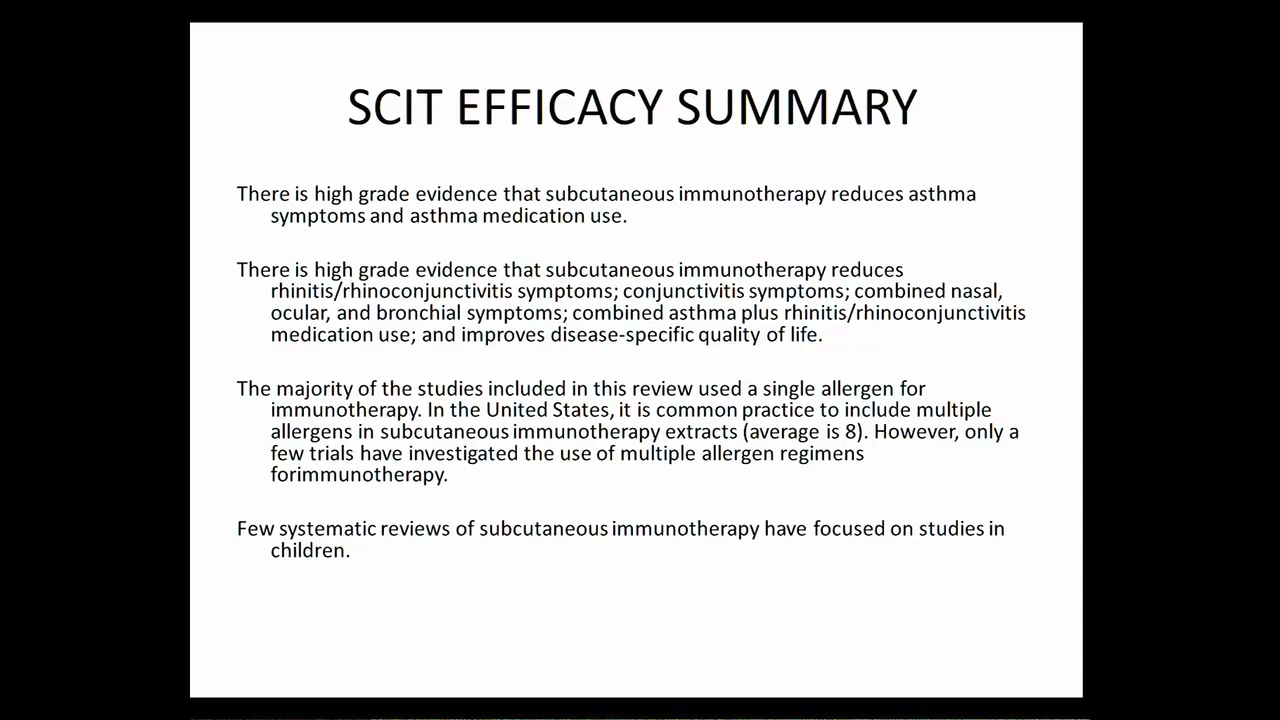 SCIT EFFICACY SUMMARY
There is high grade evidence that subcutaneous immunotherapy reduces asthma
symptoms and asthma medication use.
There is high grade evidence that subcutaneous immunotherapy reduces
rhinitis/rhinoconjunctivitis symptoms; conjunctivitis symptoms; combined nasal,
ocular, and bronchial symptoms; combined asthma plus rhinitis/rhinoconjunctivitis
medication use; and improves disease-specific quality of life.
The majority of the studies included in this review used a single allergen for
immunotherapy. In the United States, it is common practice to include multiple
allergens in subcutaneous immunotherapy extracts (average is 8). However, only a
few trials have investigated the use of multiple allergen regimens
forimmunotherapy.
Few systematic reviews of subcutaneous immunotherapy have focused on studies in
children.